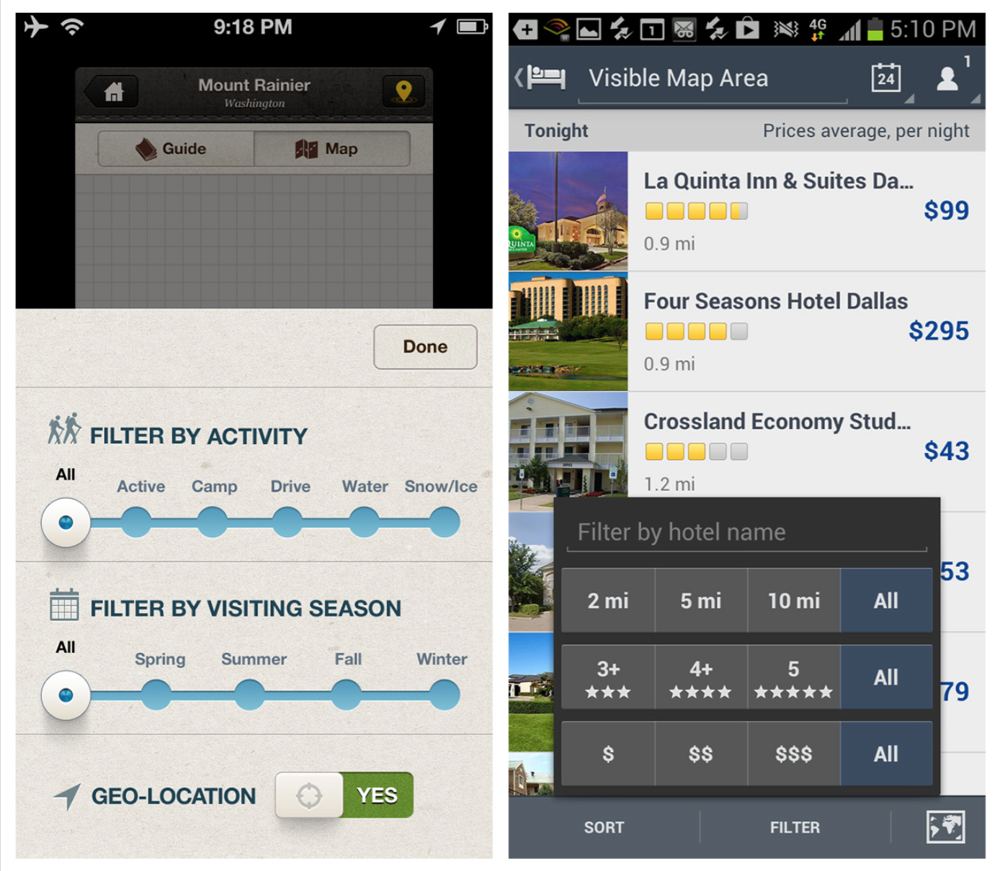 9:18 PM
Mount Rainier
Washington
Guide
Map
Done
FILTER BY ACTIVITY
All
Active
Camp
Drive
Water
Snow/Ice
FILTER BY VISITING SEASON
All
Spring
Summer
Fall
Winter
GEO-LOCATION
YES
1
4G
5:10 PM
Visible Map Area
24
1
Tonight
Prices average, per night
La Quinta Inn & Suites Da...
$99
0.9 mi
QUINTA
Four Seasons Hotel Dallas
$295
0.9 mi
Crossland Economy Stud...
$43
1.2 mi
Filter by hotel name
53
2 mi
5 mi
10 mi
All
3+
4+
5
All
79
$
$$
$$$
All
SORT
FILTER